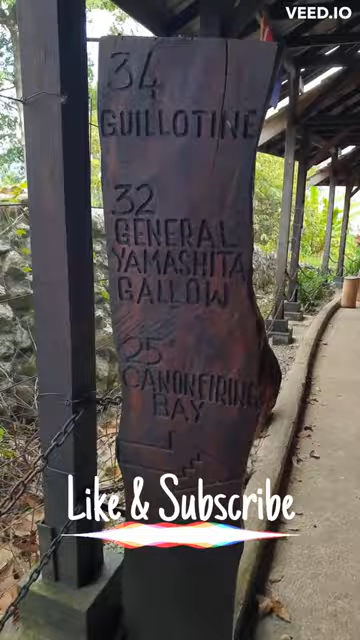 VEED.IO
34
GUILLOTINE
32
GENERAL
YAMASHITA
GALLOW
25
CANONFIRING
BAY
Like & Subscribe